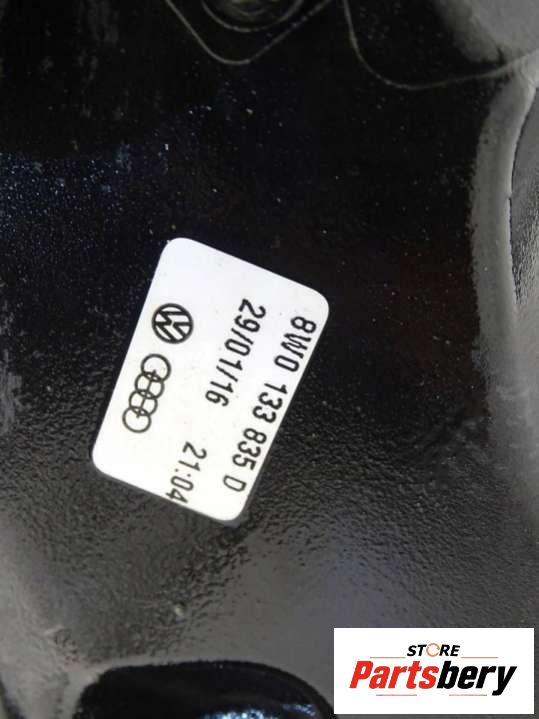 8W0 133 835 D
29/01/16 21:04
STORE
Partsbery